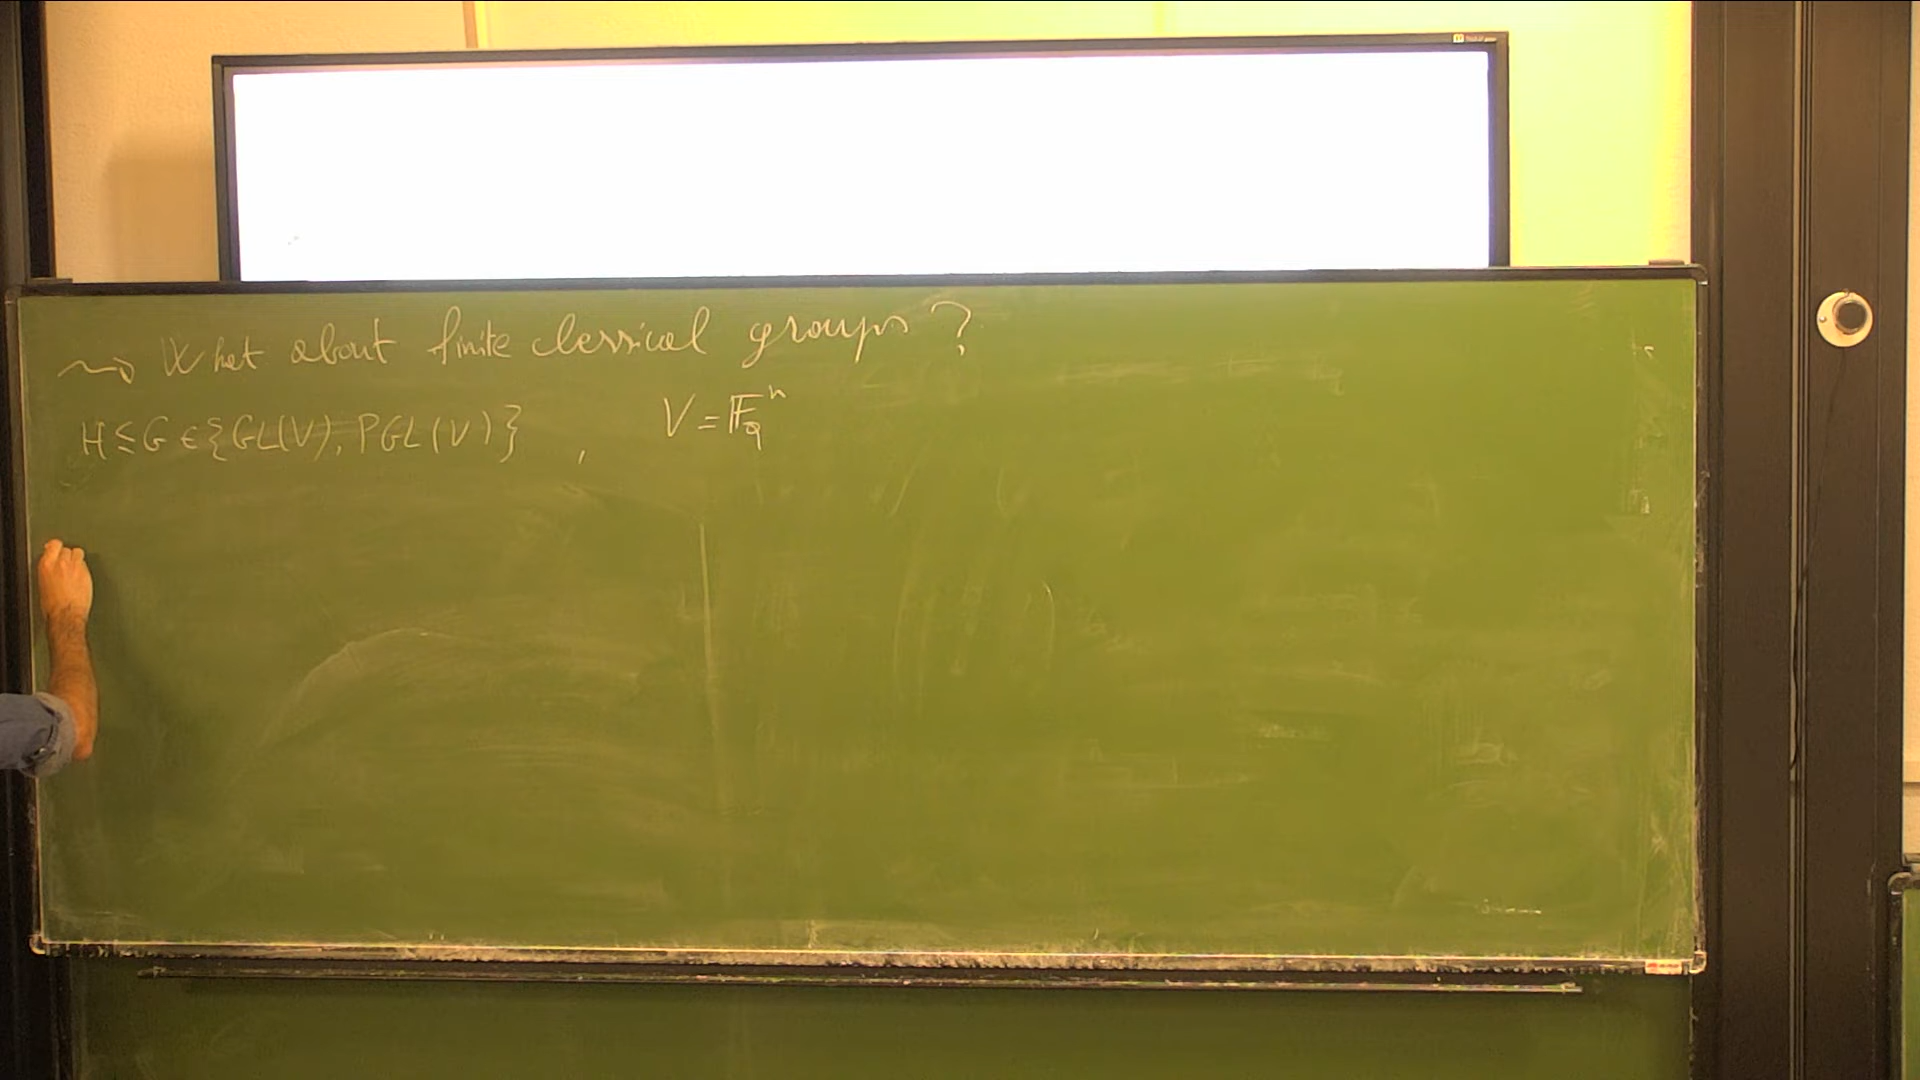 ⇝ What about finite classical groups?
H ≤ G ∈ {GL(V), PGL(V)} , V = 𝔽_q^n